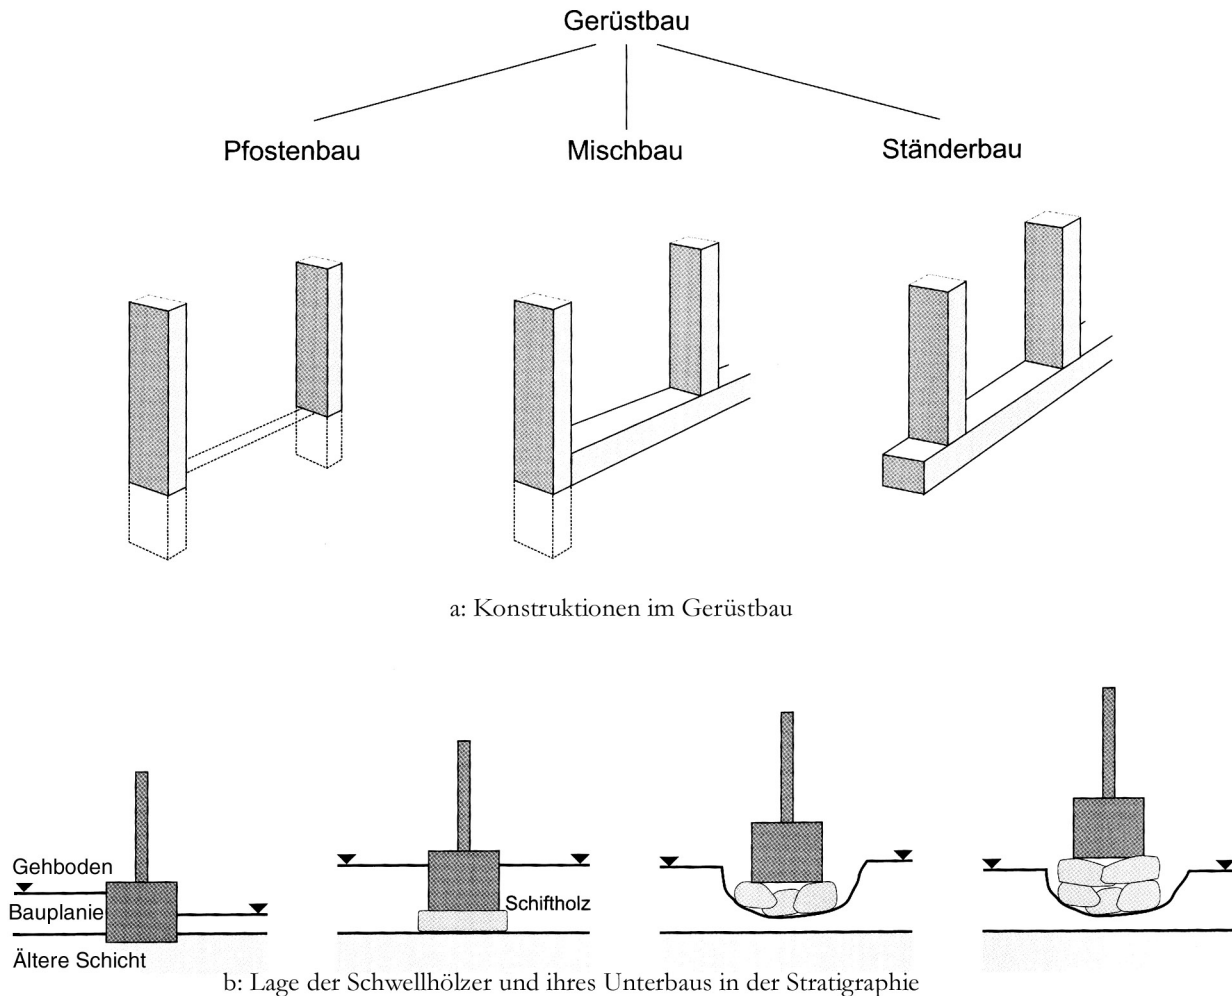 Gerüstbau
Pfostenbau
Mischbau
Ständerbau
a: Konstruktionen im Gerüstbau
Gehboden
Bauplanie
Ältere Schicht
Schiftholz
b: Lage der Schwellhölzer und ihres Unterbaus in der Stratigraphie